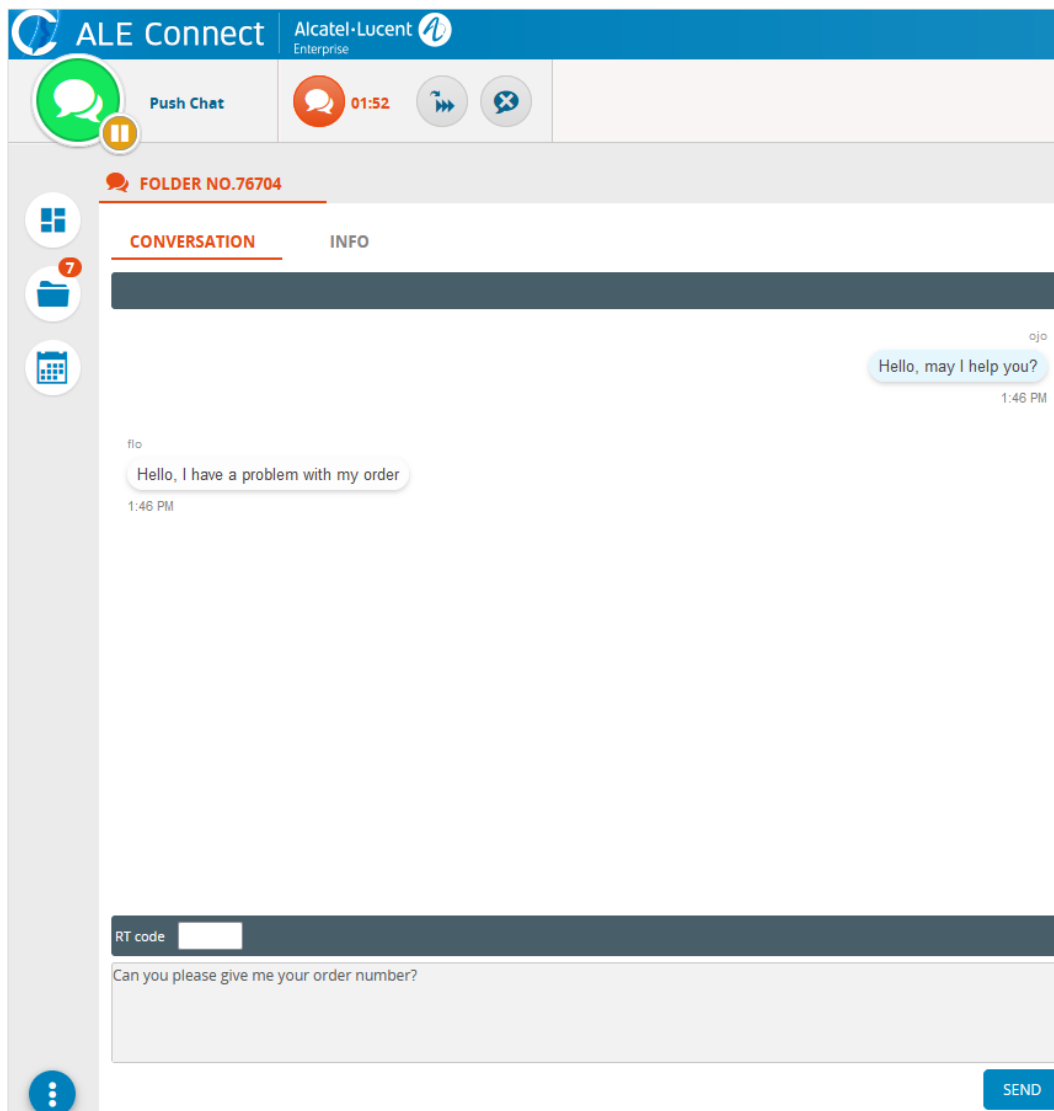 ALE Connect
Alcatel·Lucent
Enterprise
Push Chat
01:52
FOLDER NO.76704
CONVERSATION INFO
7
ojo
Hello, may I help you?
1:46 PM
flo
Hello, I have a problem with my order
1:46 PM
RT code
Can you please give me your order number?
SEND